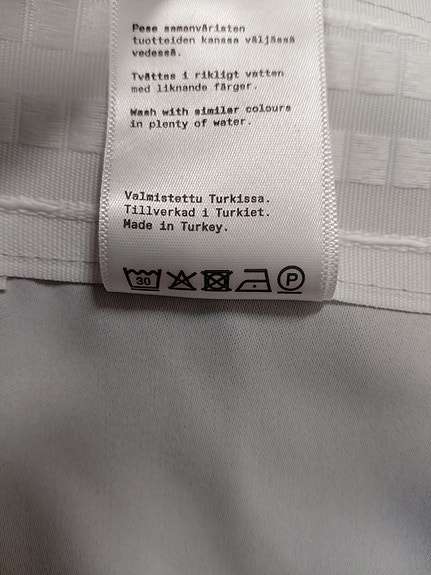 Pese samanväristen
tuotteiden kanssa väljässä
vedessä.
Tvättas i rikligt vatten
med liknande färger.
Wash with similar colours
in plenty of water.
Valmistettu Turkissa.
Tillverkad i Turkiet.
Made in Turkey.
30 P